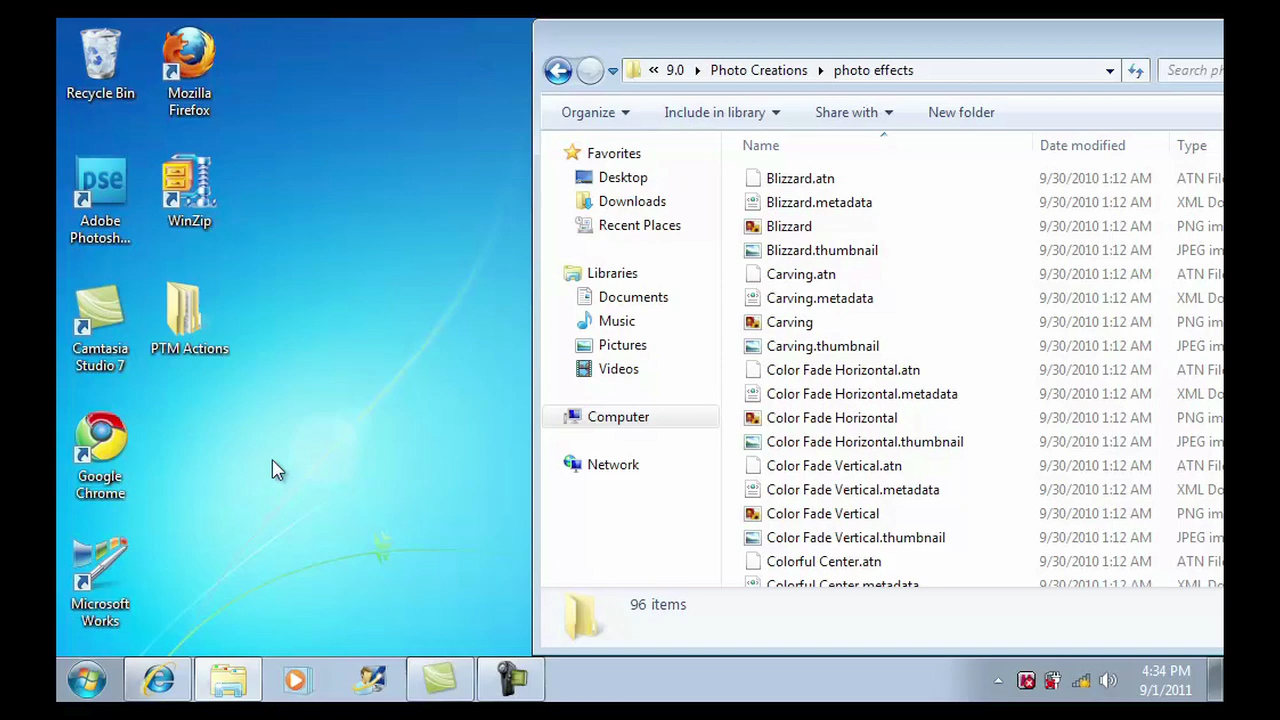 Recycle Bin
Mozilla
Firefox
pse
Adobe
Photosh...
WinZip
Camtasia
Studio 7
PTM Actions
Google
Chrome
Microsoft
Works
« 9.0 Photo Creations photo effects
Search ph
Organize Include in library Share with New folder
Favorites
Desktop
Downloads
Recent Places
Libraries
Documents
Music
Pictures
Videos
Computer
Network
Name Date modified Type
Blizzard.atn 9/30/2010 1:12 AM ATN File
Blizzard.metadata 9/30/2010 1:12 AM XML Do
Blizzard 9/30/2010 1:12 AM PNG im
Blizzard.thumbnail 9/30/2010 1:12 AM JPEG im
Carving.atn 9/30/2010 1:12 AM ATN File
Carving.metadata 9/30/2010 1:12 AM XML Do
Carving 9/30/2010 1:12 AM PNG im
Carving.thumbnail 9/30/2010 1:12 AM JPEG im
Color Fade Horizontal.atn 9/30/2010 1:12 AM ATN File
Color Fade Horizontal.metadata 9/30/2010 1:12 AM XML Do
Color Fade Horizontal 9/30/2010 1:12 AM PNG im
Color Fade Horizontal.thumbnail 9/30/2010 1:12 AM JPEG im
Color Fade Vertical.atn 9/30/2010 1:12 AM ATN File
Color Fade Vertical.metadata 9/30/2010 1:12 AM XML Do
Color Fade Vertical 9/30/2010 1:12 AM PNG im
Color Fade Vertical.thumbnail 9/30/2010 1:12 AM JPEG im
Colorful Center.atn 9/30/2010 1:12 AM ATN File
Colorful Center.metadata 9/30/2010 1:12 AM XML Do
96 items
4:34 PM
9/1/2011